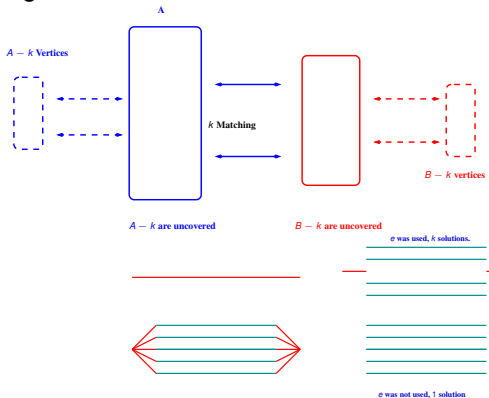 A
A − k Vertices
k Matching
B − k vertices
A − k are uncovered
B − k are uncovered
e was used, k solutions.
e was not used, 1 solution